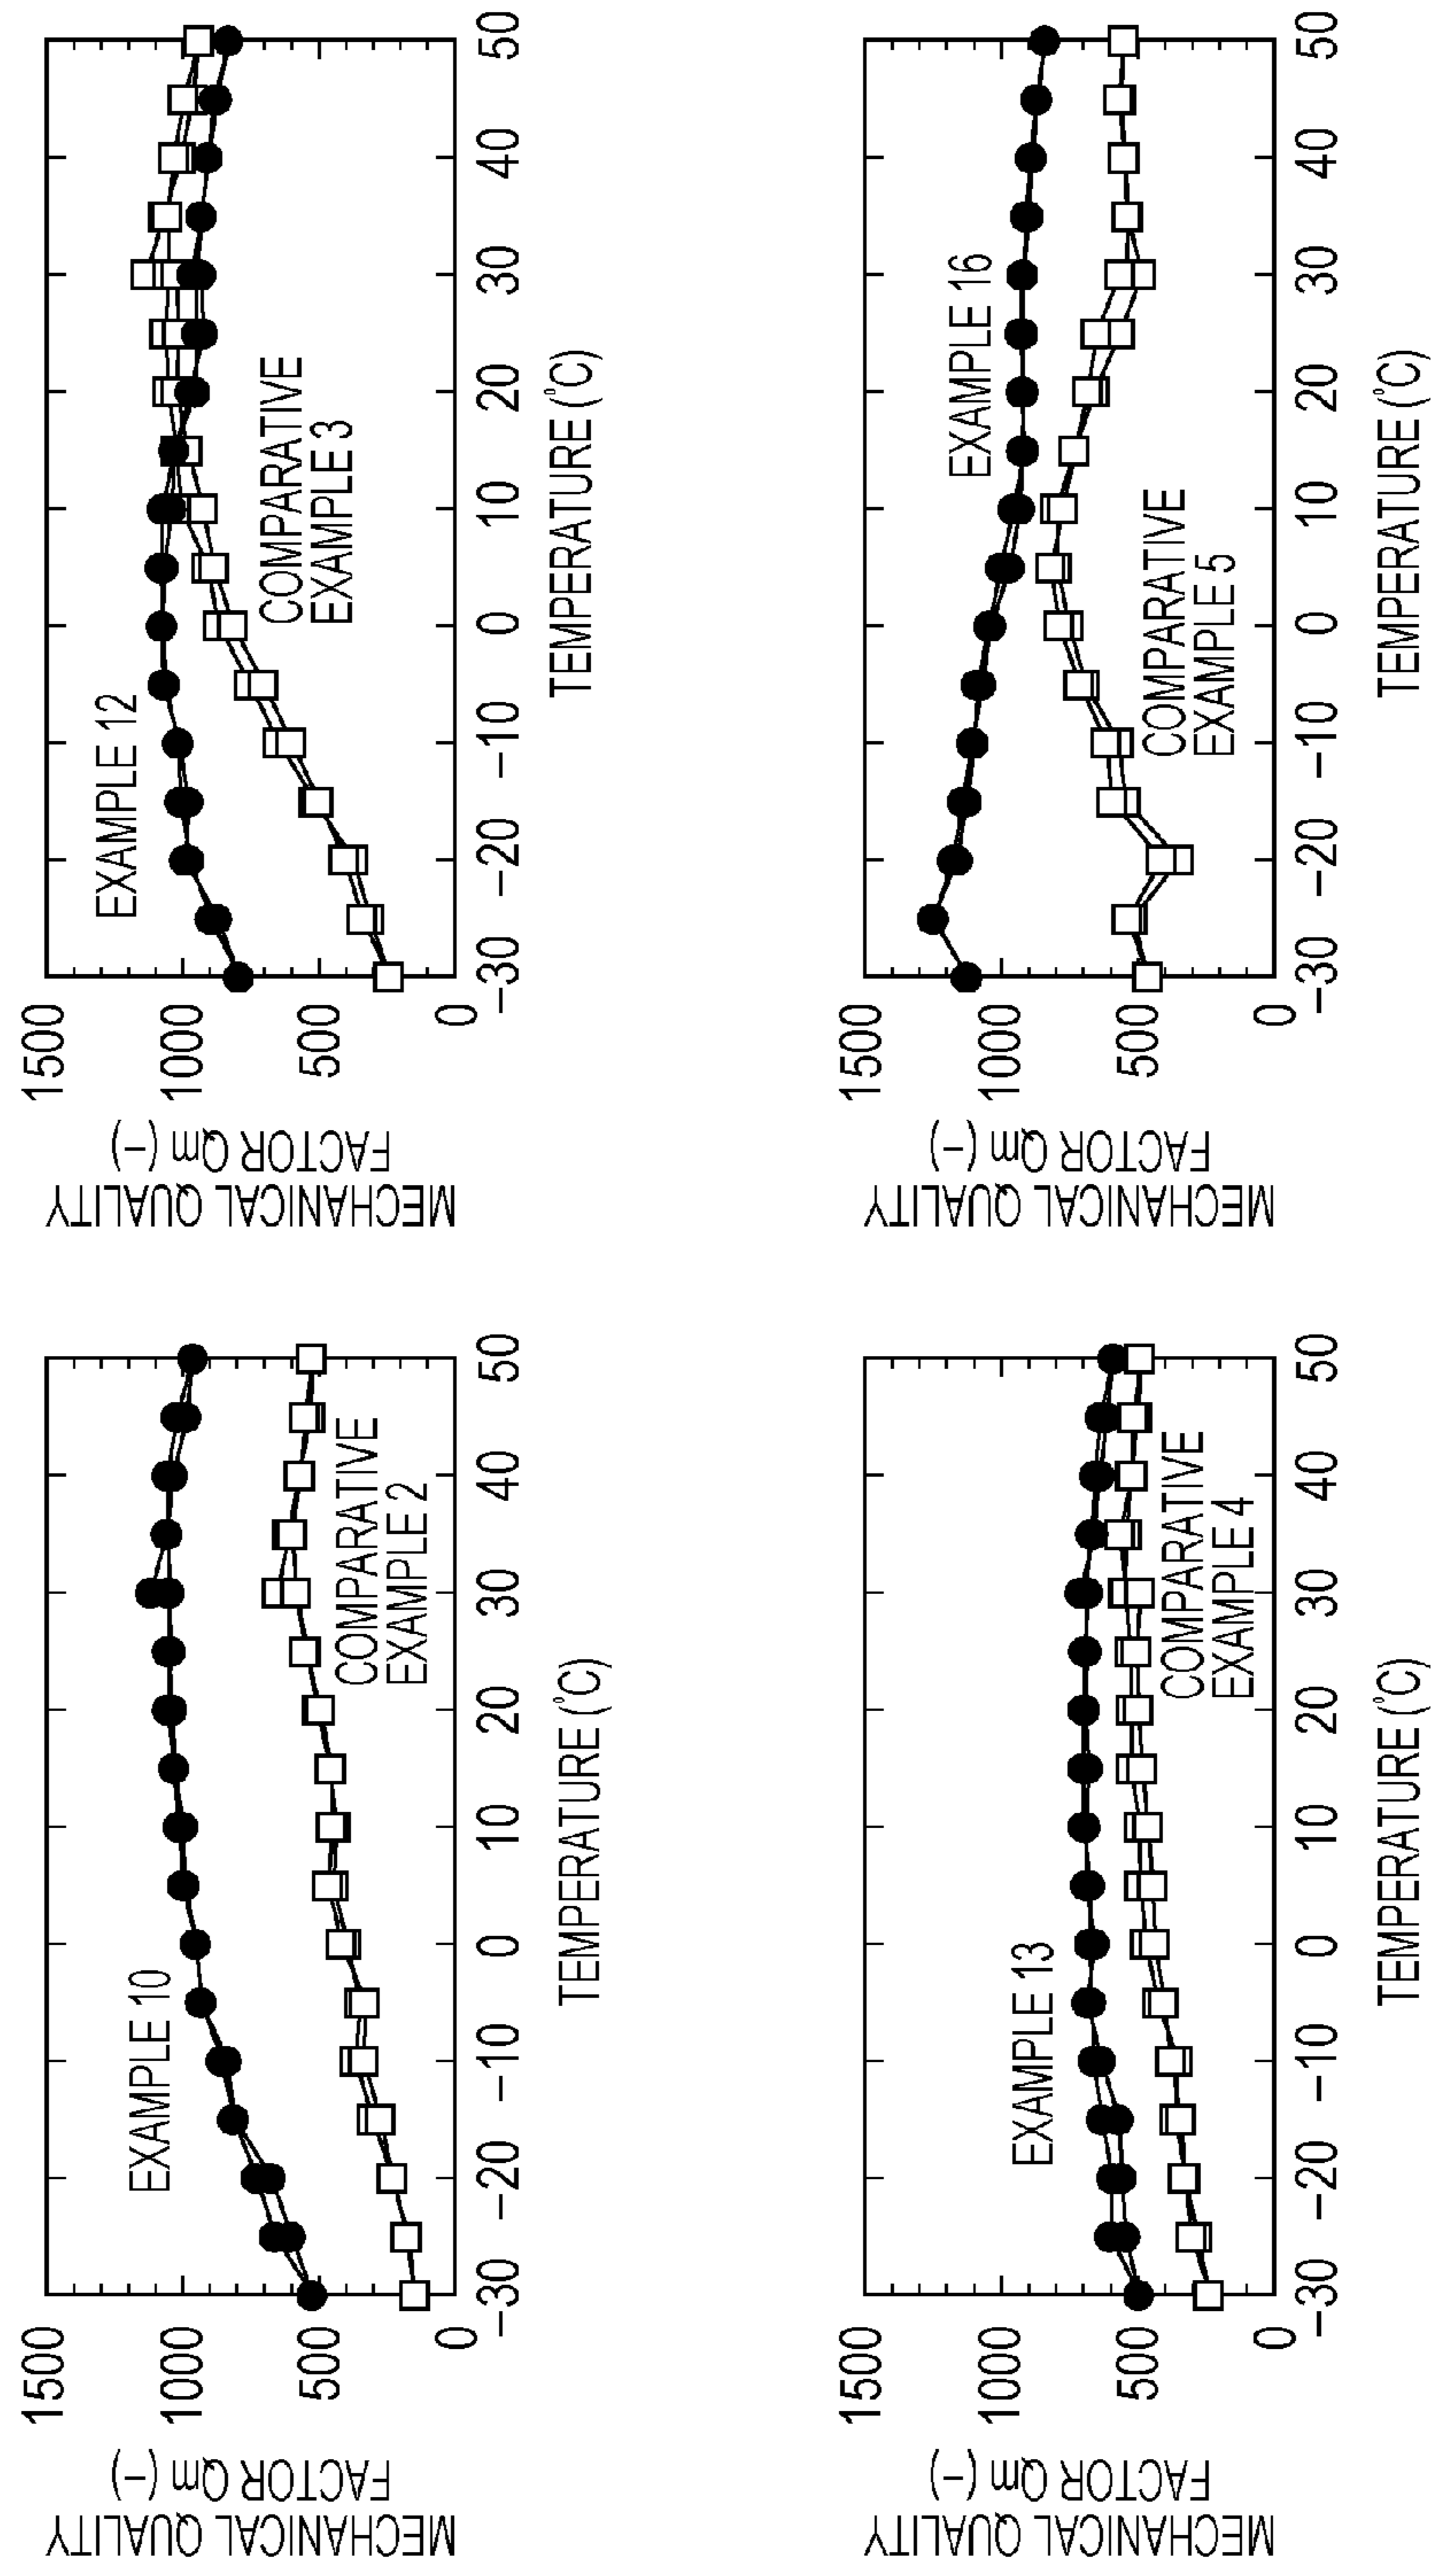 MECHANICAL QUALITY
FACTOR Qm (−)
1500
1000
500
0
EXAMPLE 10
COMPARATIVE
EXAMPLE 2
−30 −20 −10 0 10 20 30 40 50
TEMPERATURE (°C)
MECHANICAL QUALITY
FACTOR Qm (−)
1500
1000
500
0
EXAMPLE 12
COMPARATIVE
EXAMPLE 3
−30 −20 −10 0 10 20 30 40 50
TEMPERATURE (°C)
MECHANICAL QUALITY
FACTOR Qm (−)
1500
1000
500
0
EXAMPLE 13
COMPARATIVE
EXAMPLE 4
−30 −20 −10 0 10 20 30 40 50
TEMPERATURE (°C)
MECHANICAL QUALITY
FACTOR Qm (−)
1500
1000
500
0
EXAMPLE 16
COMPARATIVE
EXAMPLE 5
−30 −20 −10 0 10 20 30 40 50
TEMPERATURE (°C)